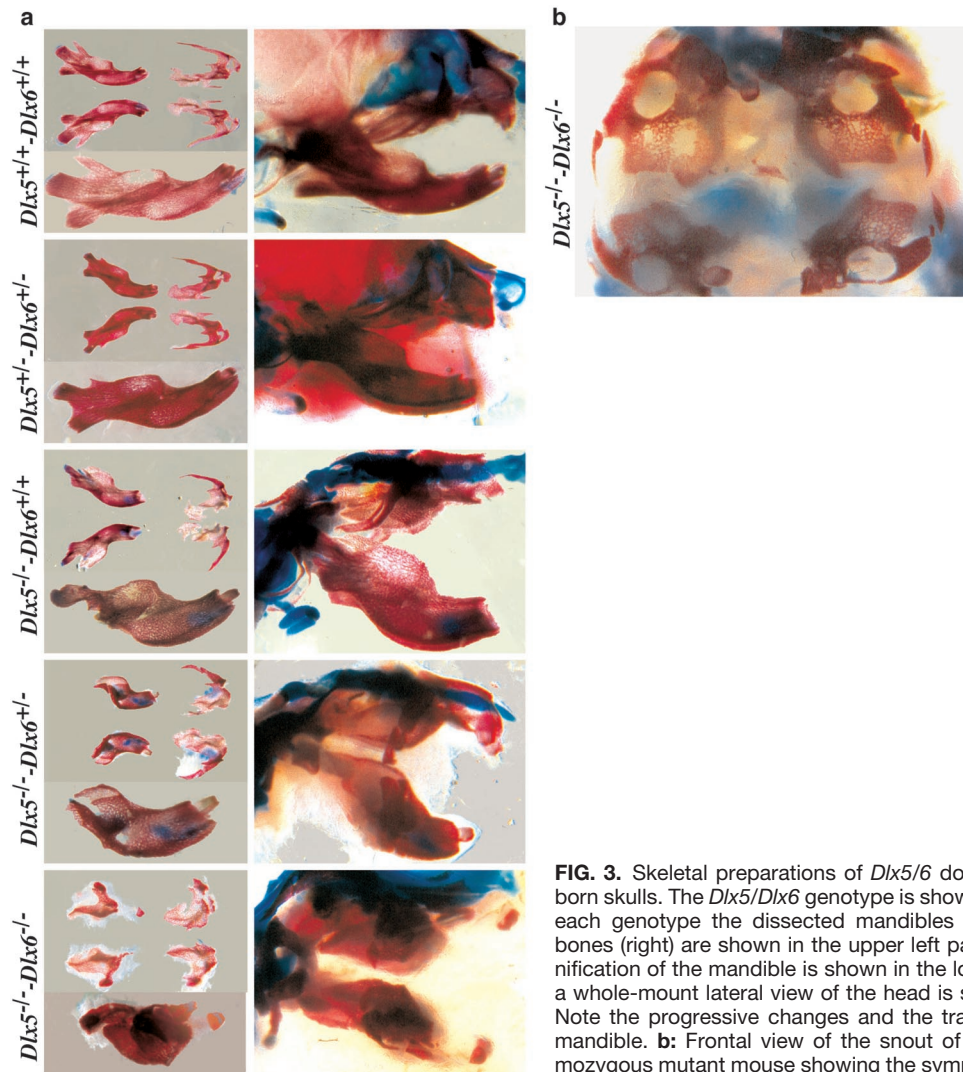 a
b
Dlx5+/+-Dlx6+/+
Dlx5+/--Dlx6+/-
Dlx5-/--Dlx6+/+
Dlx5-/--Dlx6+/-
Dlx5-/--Dlx6-/-
Dlx5-/--Dlx6-/-
FIG. 3. Skeletal preparations of Dlx5/6 do
born skulls. The Dlx5/Dlx6 genotype is show
each genotype the dissected mandibles
bones (right) are shown in the upper left pa
nification of the mandible is shown in the lo
a whole-mount lateral view of the head is s
Note the progressive changes and the tra
mandible. b: Frontal view of the snout of
mozygous mutant mouse showing the symm